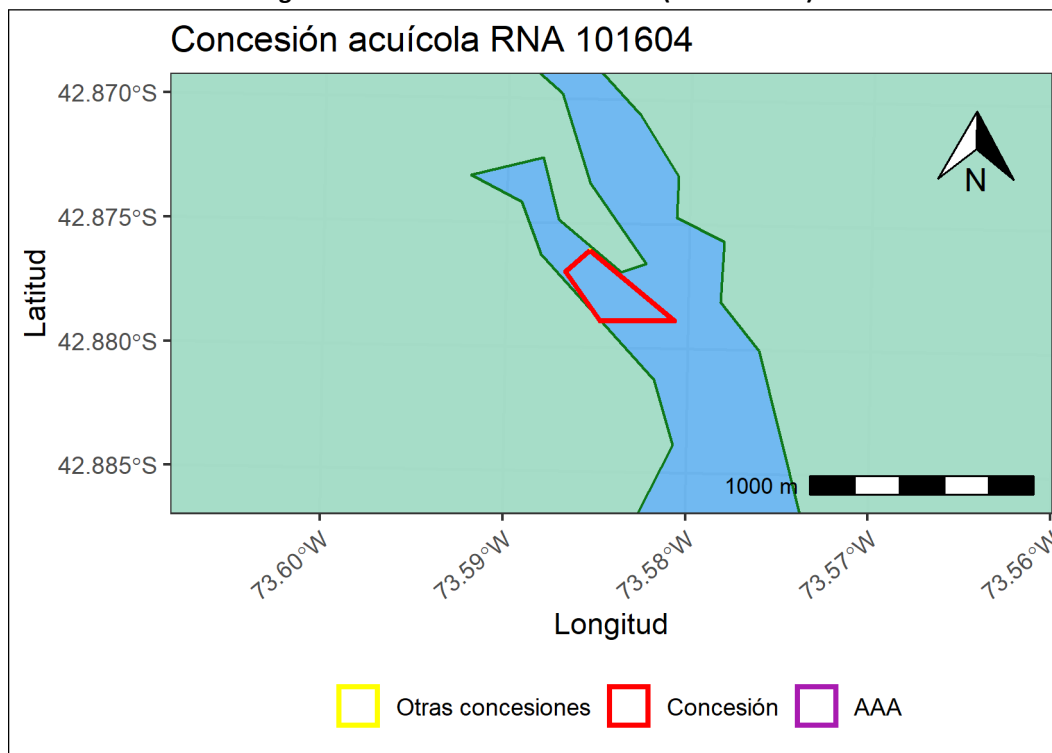 Concesión acuícola RNA 101604
42.870°S
42.875°S
42.880°S
42.885°S
Latitud
N
1000 m
73.60°W
73.59°W
73.58°W
73.57°W
73.56°W
Longitud
Otras concesiones
Concesión
AAA